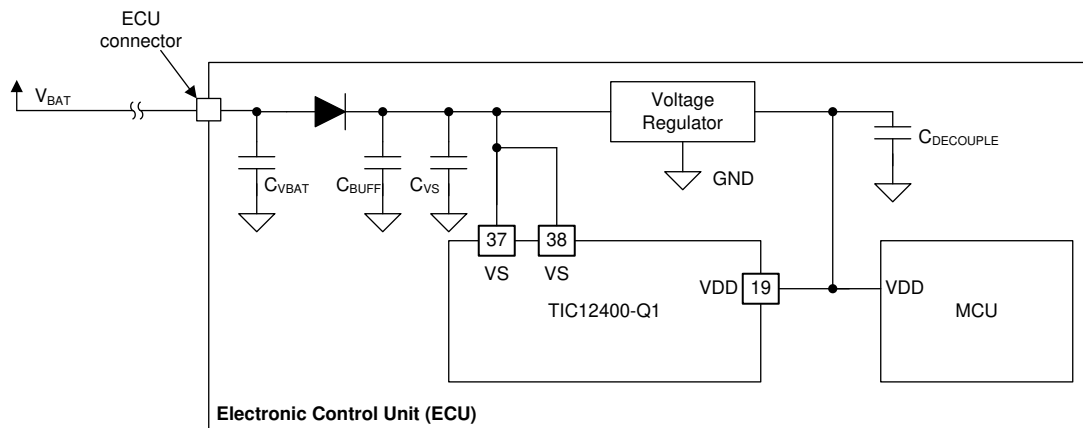 ECU
connector
VBAT
Voltage
Regulator
CDECOUPLE
CVBAT
CBUFF
CVS
GND
37
38
VS
VS
VDD
19
VDD
TIC12400-Q1
MCU
Electronic Control Unit (ECU)